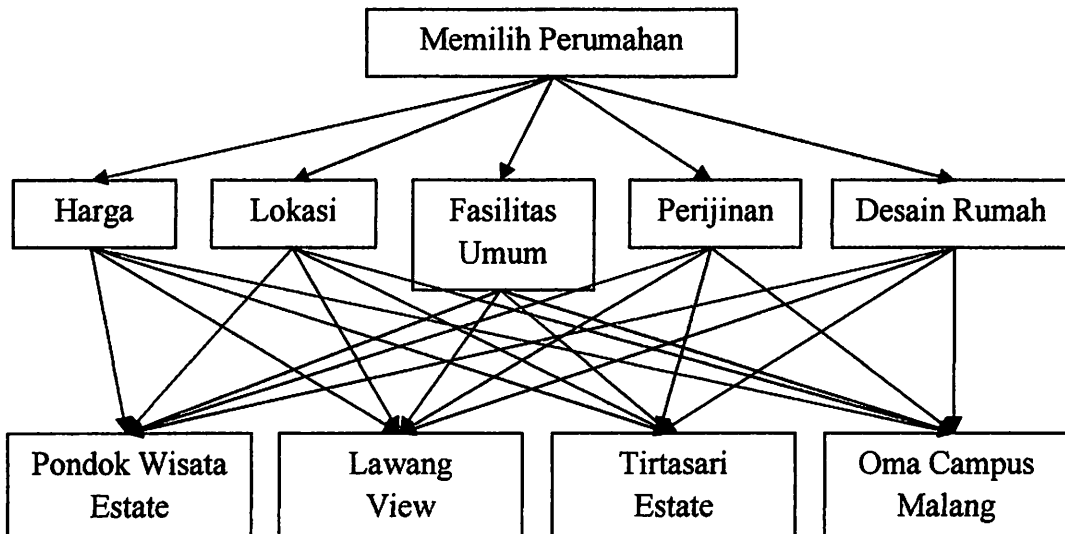 Memilih Perumahan
Harga
Lokasi
Fasilitas
Umum
Perijinan
Desain Rumah
Pondok Wisata
Estate
Lawang
View
Tirtasari
Estate
Oma Campus
Malang